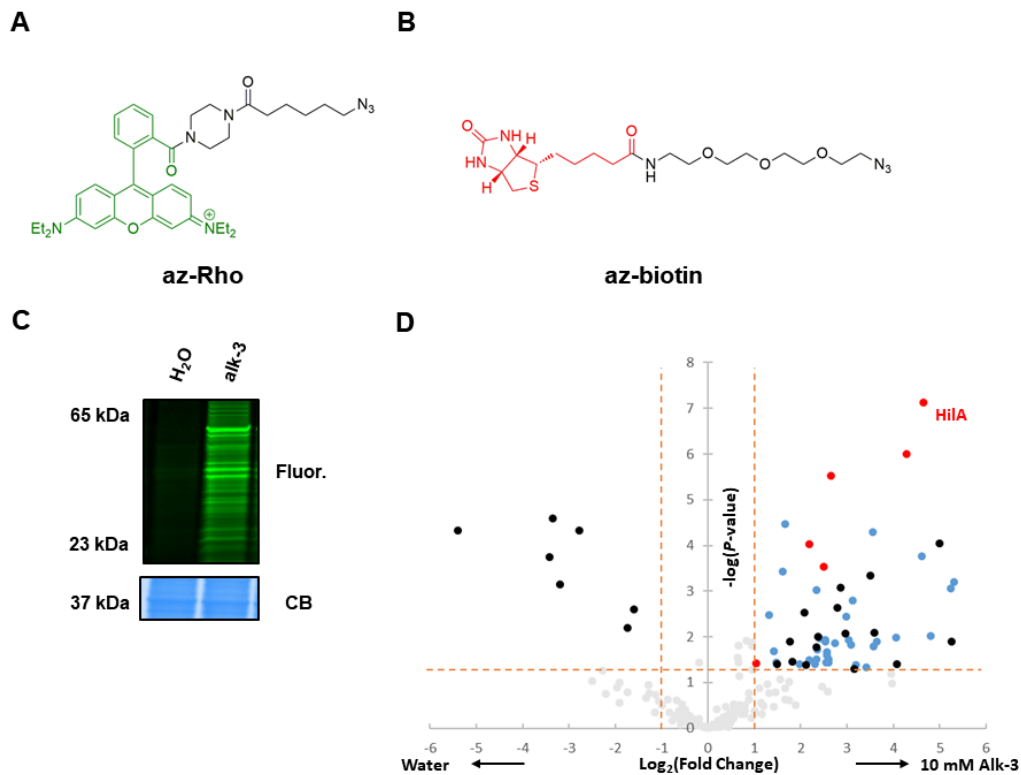 A
B
O
N
N
O
N3
Et2N
O
NEt2
+
az-Rho
O
HN
NH
H
H
S
O
N
H
O
O
O
N3
az-biotin
C
H2O
alk-3
65 kDa
Fluor.
23 kDa
37 kDa
CB
D
8
7
6
5
4
3
2
1
0
HilA
-log(P-value)
-6 -5 -4 -3 -2 -1 0 1 2 3 4 5 6
Water
Log2(Fold Change)
10 mM Alk-3